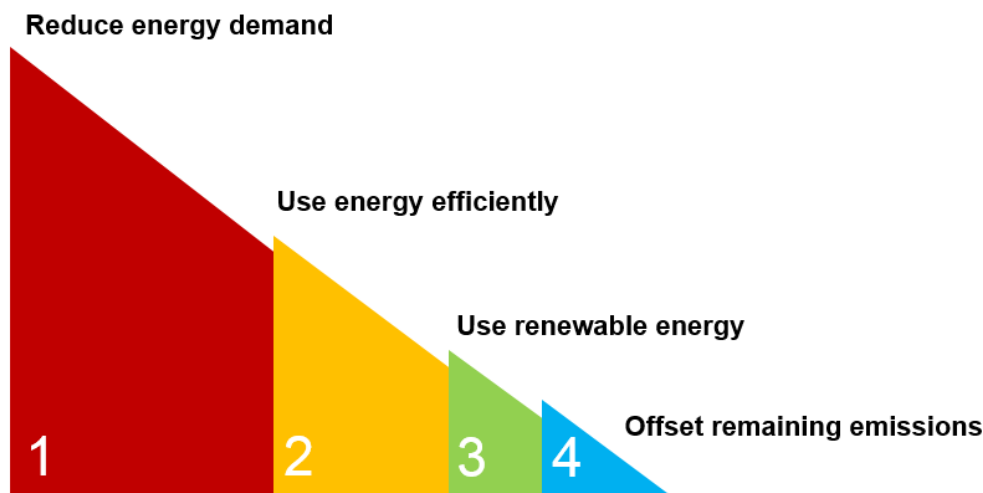 Reduce energy demand
Use energy efficiently
Use renewable energy
Offset remaining emissions
1
2
3
4